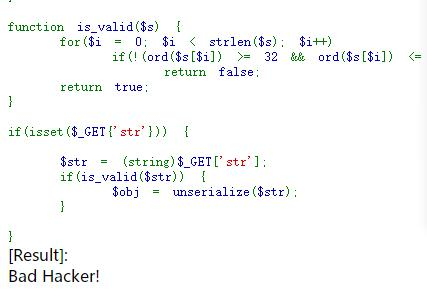 function is_valid($s) {
for($i = 0; $i < strlen($s); $i++)
if(!(ord($s[$i]) >= 32 && ord($s[$i]) <=
return false;
return true;
}
if(isset($_GET{'str'})) {
$str = (string)$_GET['str'];
if(is_valid($str)) {
$obj = unserialize($str);
}
}
[Result]:
Bad Hacker!